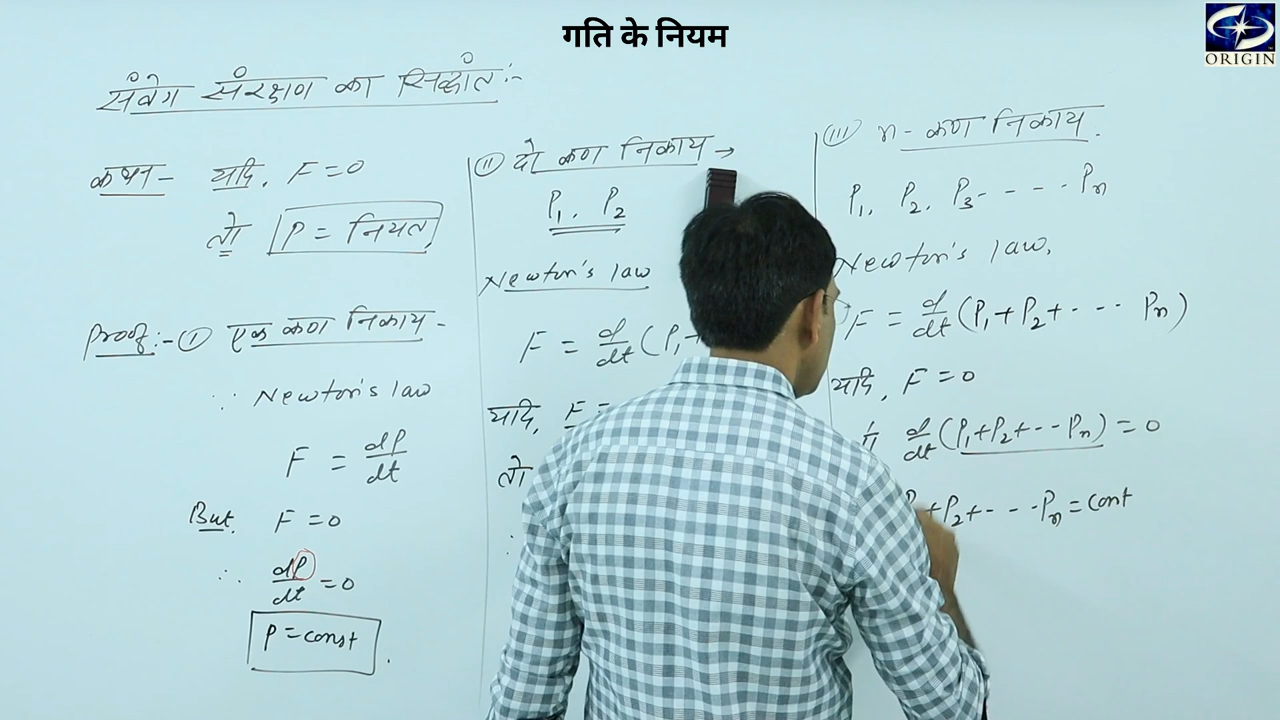 गति के नियम
ORIGIN
संवेग संरक्षण का सिद्धांत :-
कथन - यदि, F = 0
तो P = नियत
Proof :- (I) एक कण निकाय -
∵ Newton's law
F = dP/dt
But, F = 0
∴ dP/dt = 0
P = const
(II) दो कण निकाय →
P₁, P₂
Newton's law
F = d/dt (P₁+
यदि, F =
तो
(III) n - कण निकाय.
P₁, P₂, P₃ - - - - Pₙ
Newton's law,
F = d/dt (P₁ + P₂ + - - - Pₙ)
यदि, F = 0
d/dt (P₁+P₂+ - - Pₙ) = 0
+P₂+ - - - Pₙ = const